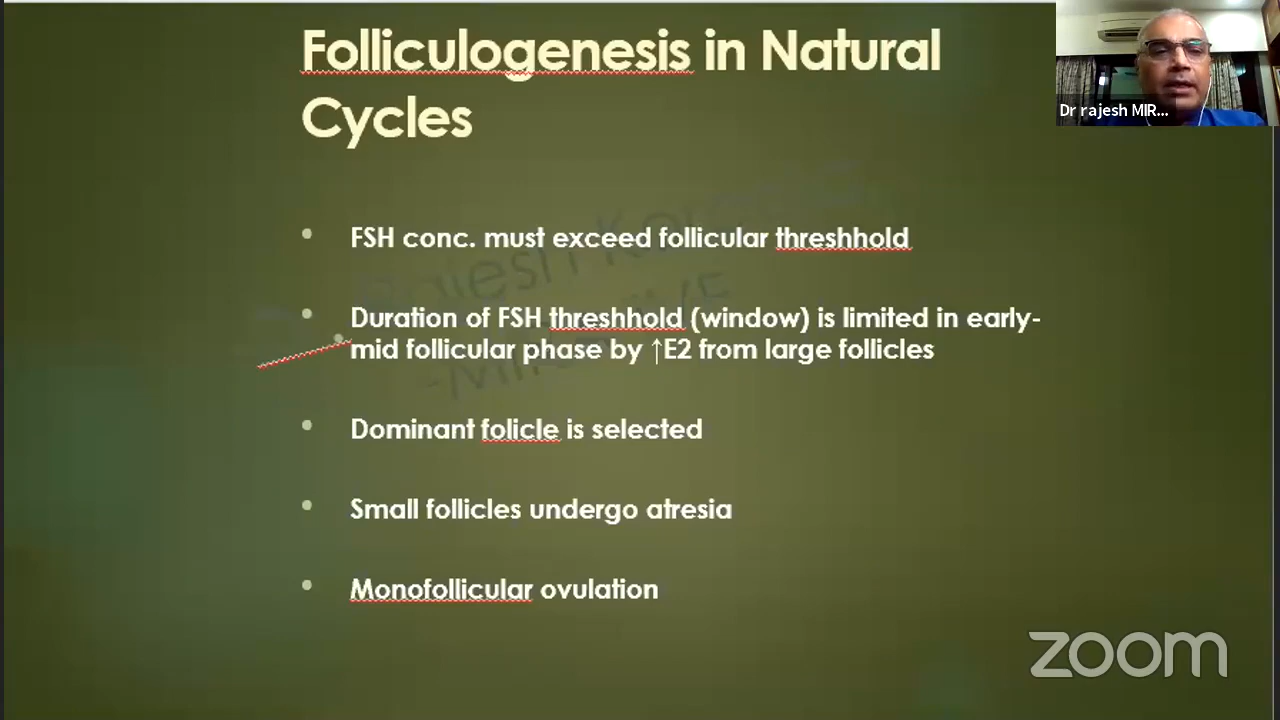 Folliculogenesis in Natural
Cycles
Dr rajesh MIR...
FSH conc. must exceed follicular threshhold
Duration of FSH threshhold (window) is limited in early-
mid follicular phase by ↑E2 from large follicles
Dominant folicle is selected
Small follicles undergo atresia
Monofollicular ovulation
zoom